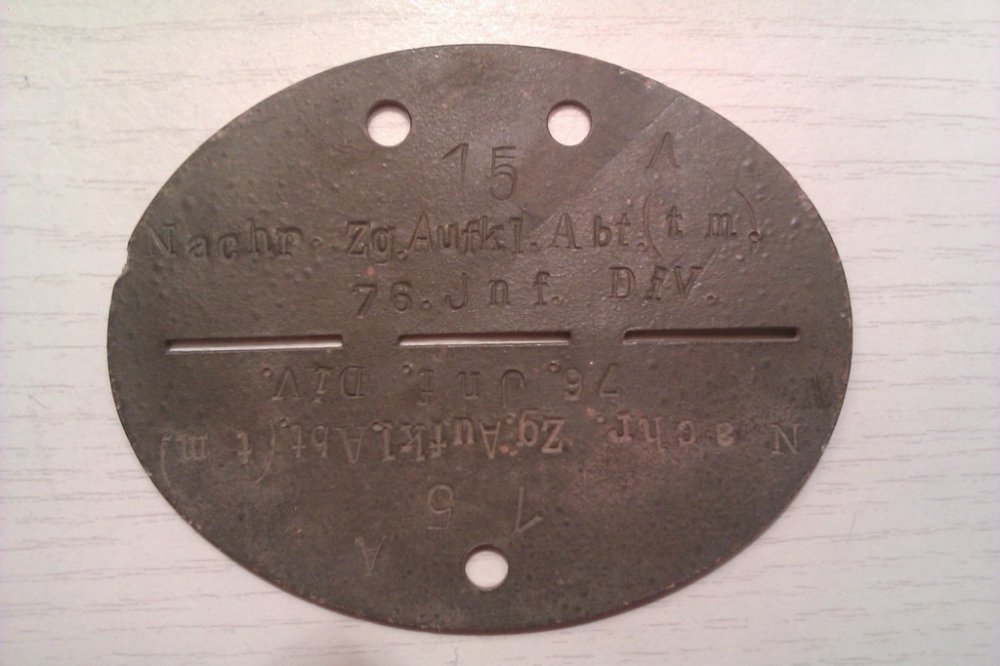 15 A
Nachr. Zg. Aufkl. Abt. (t m)
76. Jnf. DiV.
76. Jnf. DiV.
Nachr. Zg. Aufkl. Abt. (t m)
15
A